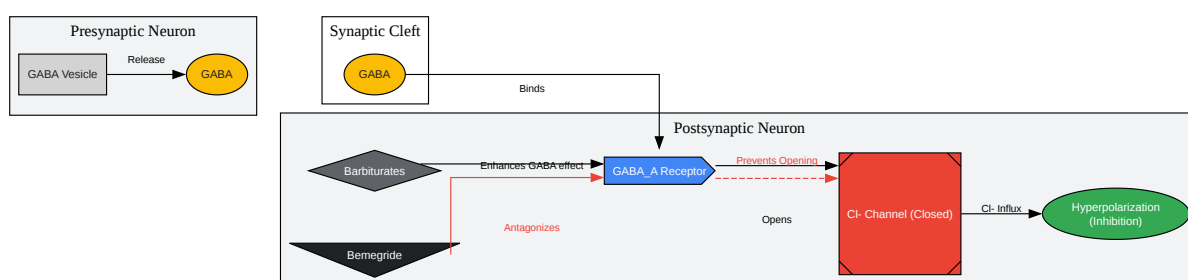 Presynaptic Neuron
GABA Vesicle
Release
GABA
Synaptic Cleft
GABA
Binds
Postsynaptic Neuron
Barbiturates
Enhances GABA effect
GABA_A Receptor
Prevents Opening
Cl- Channel (Closed)
Cl- Influx
Hyperpolarization
(Inhibition)
Opens
Antagonizes
Bemegride